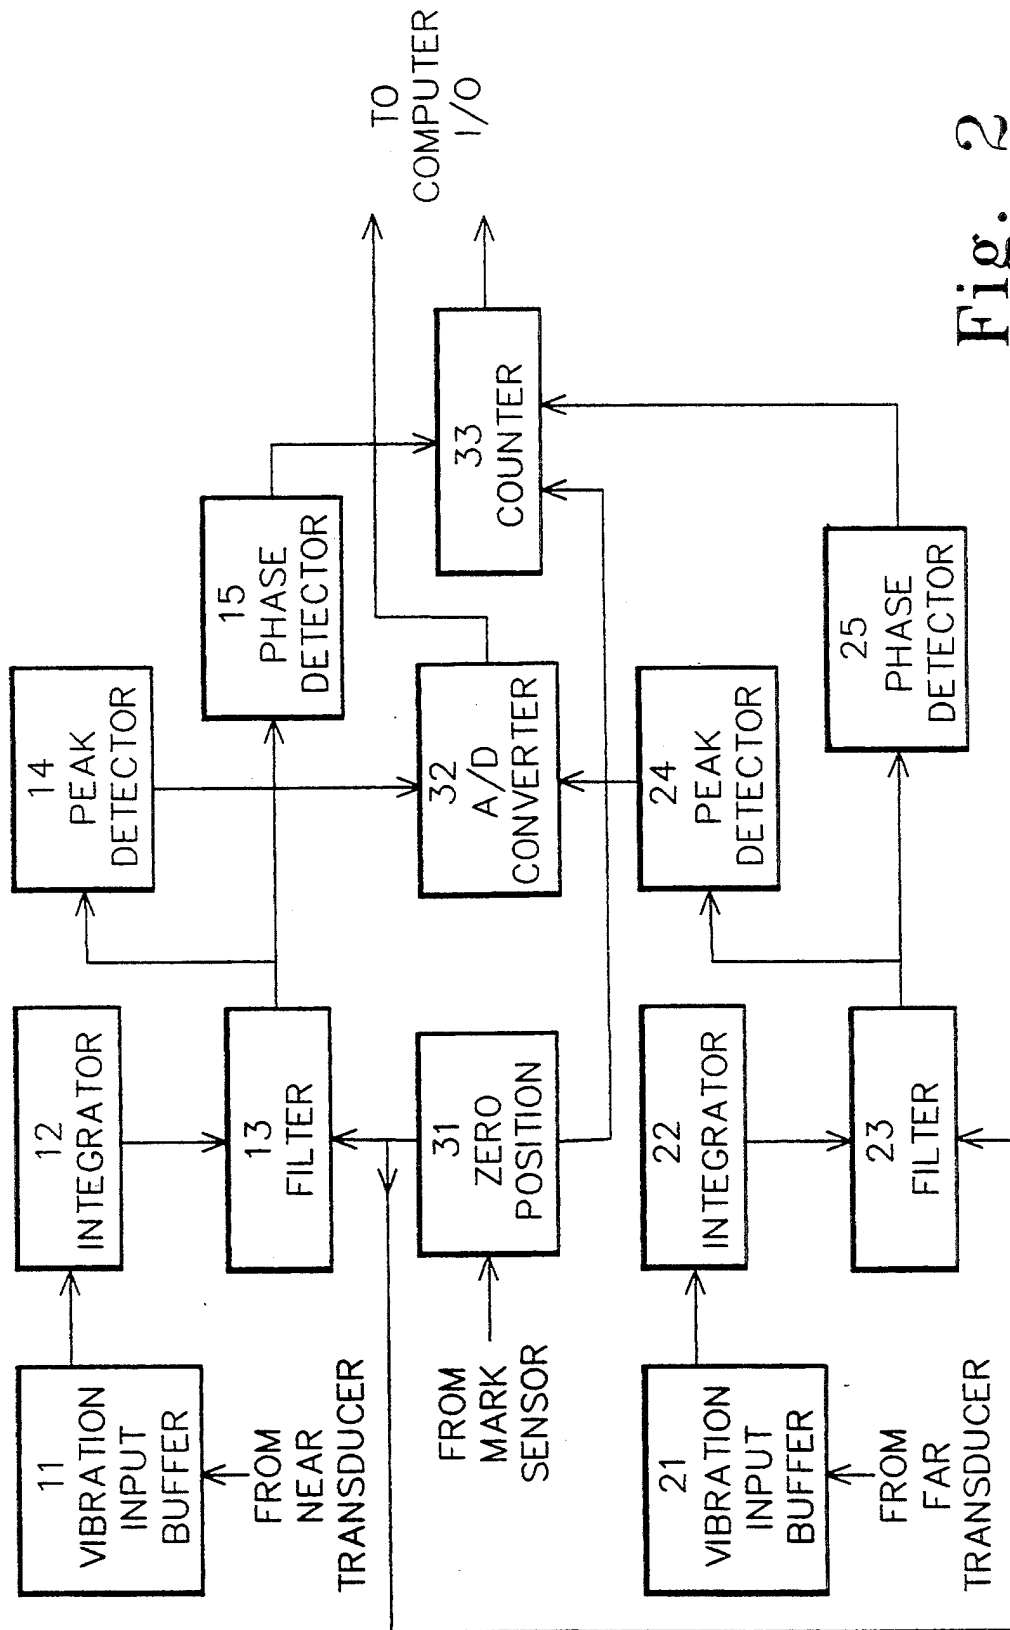 11
VIBRATION
INPUT
BUFFER
FROM
NEAR
TRANSDUCER
12
INTEGRATOR
13
FILTER
14
PEAK
DETECTOR
15
PHASE
DETECTOR
FROM
MARK
SENSOR
31
ZERO
POSITION
32
A/D
CONVERTER
33
COUNTER
TO
COMPUTER
I/O
21
VIBRATION
INPUT
BUFFER
FROM
FAR
TRANSDUCER
22
INTEGRATOR
23
FILTER
24
PEAK
DETECTOR
25
PHASE
DETECTOR
Fig. 2